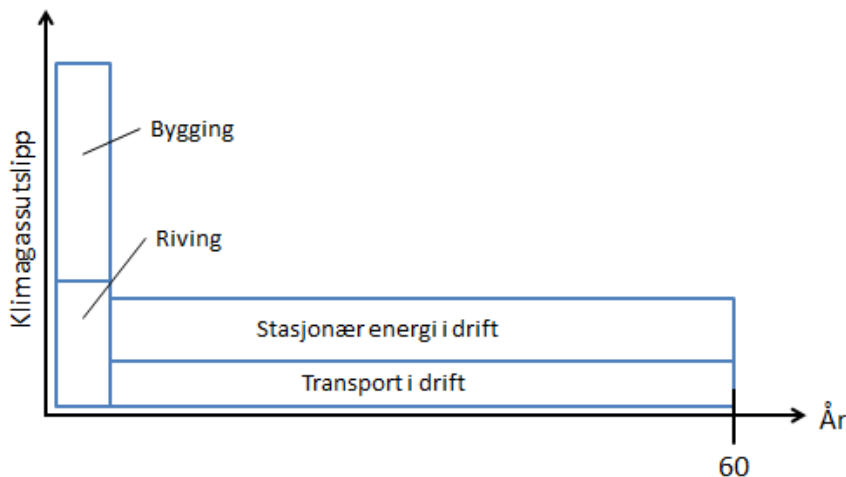 Klimagassutslipp
Bygging
Riving
Stasjonær energi i drift
Transport i drift
År
60